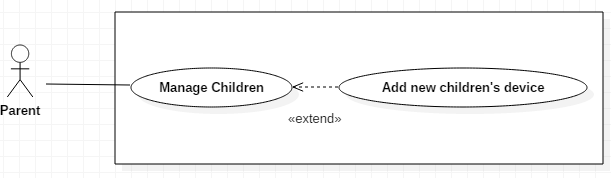 Parent
Manage Children
Add new children's device
«extend»